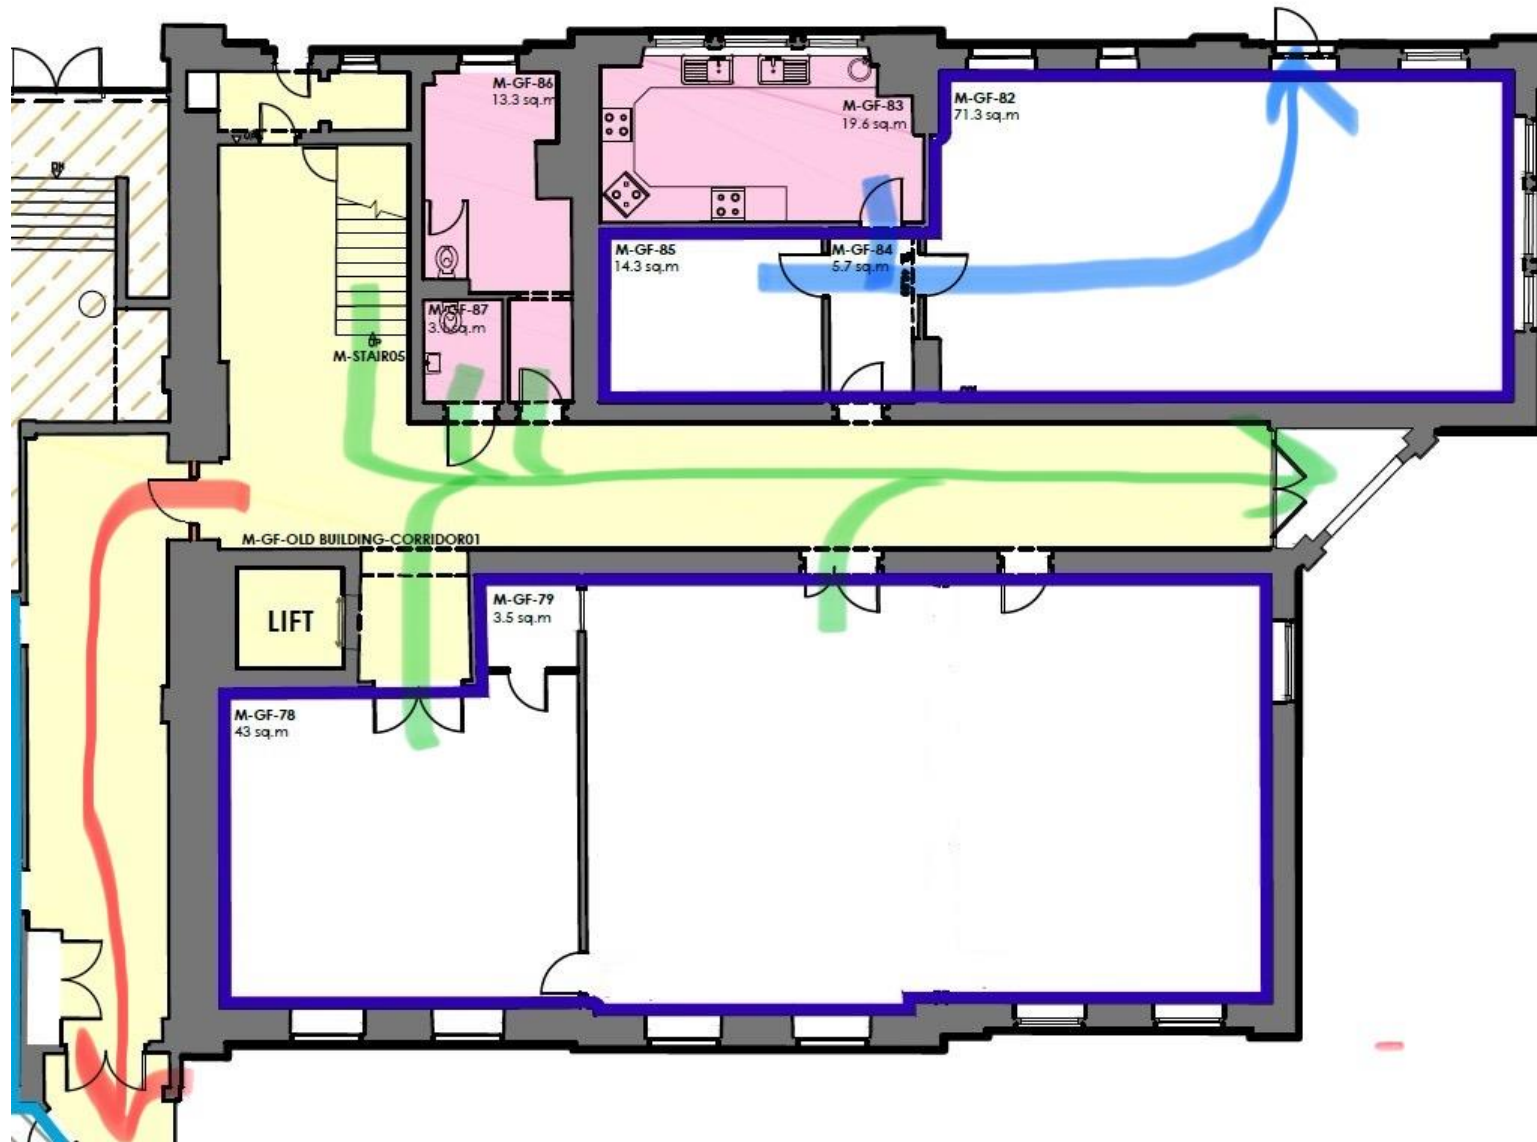 M-GF-86
13.3 sq.m
M-GF-83
19.6 sq.m
M-GF-82
71.3 sq.m
DN
M-GF-85
14.3 sq.m
M-GF-84
5.7 sq.m
M-GF-87
UP
M-STAIR05
M-GF-OLD BUILDING-CORRIDOR01
LIFT
M-GF-79
3.5 sq.m
M-GF-78
43 sq.m